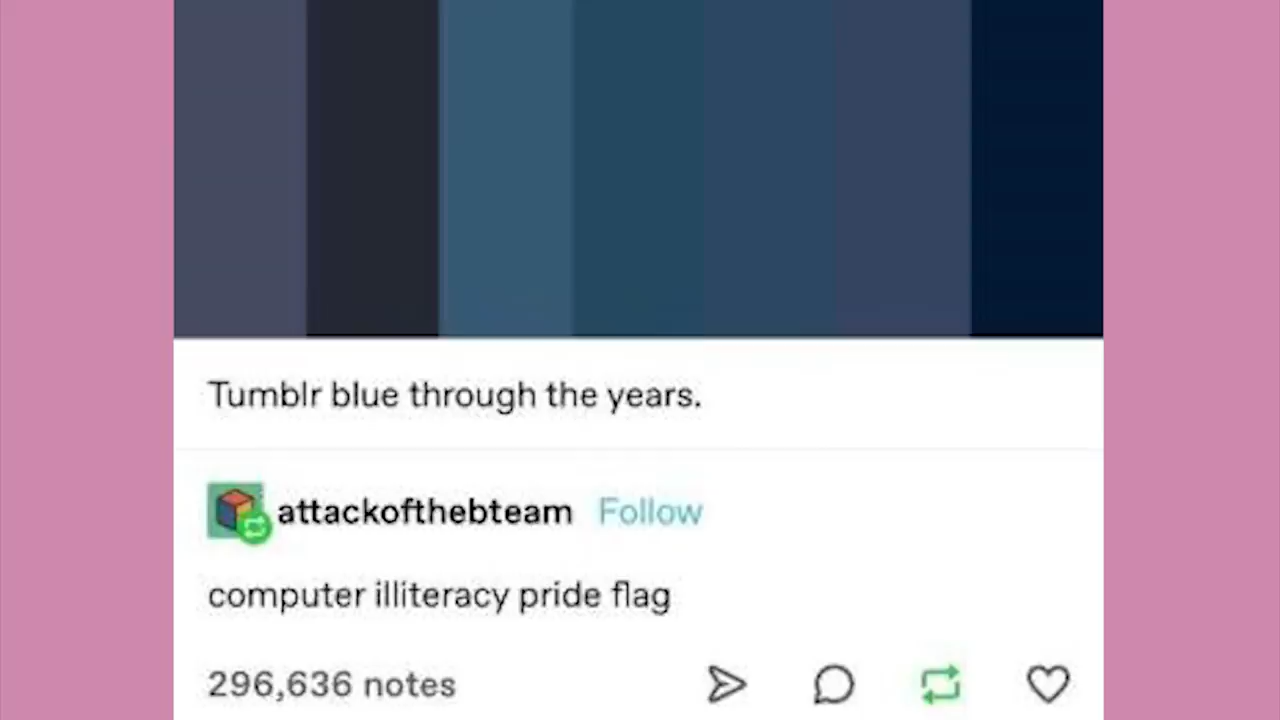 Tumblr blue through the years.
attackofthebteam Follow
computer illiteracy pride flag
296,636 notes